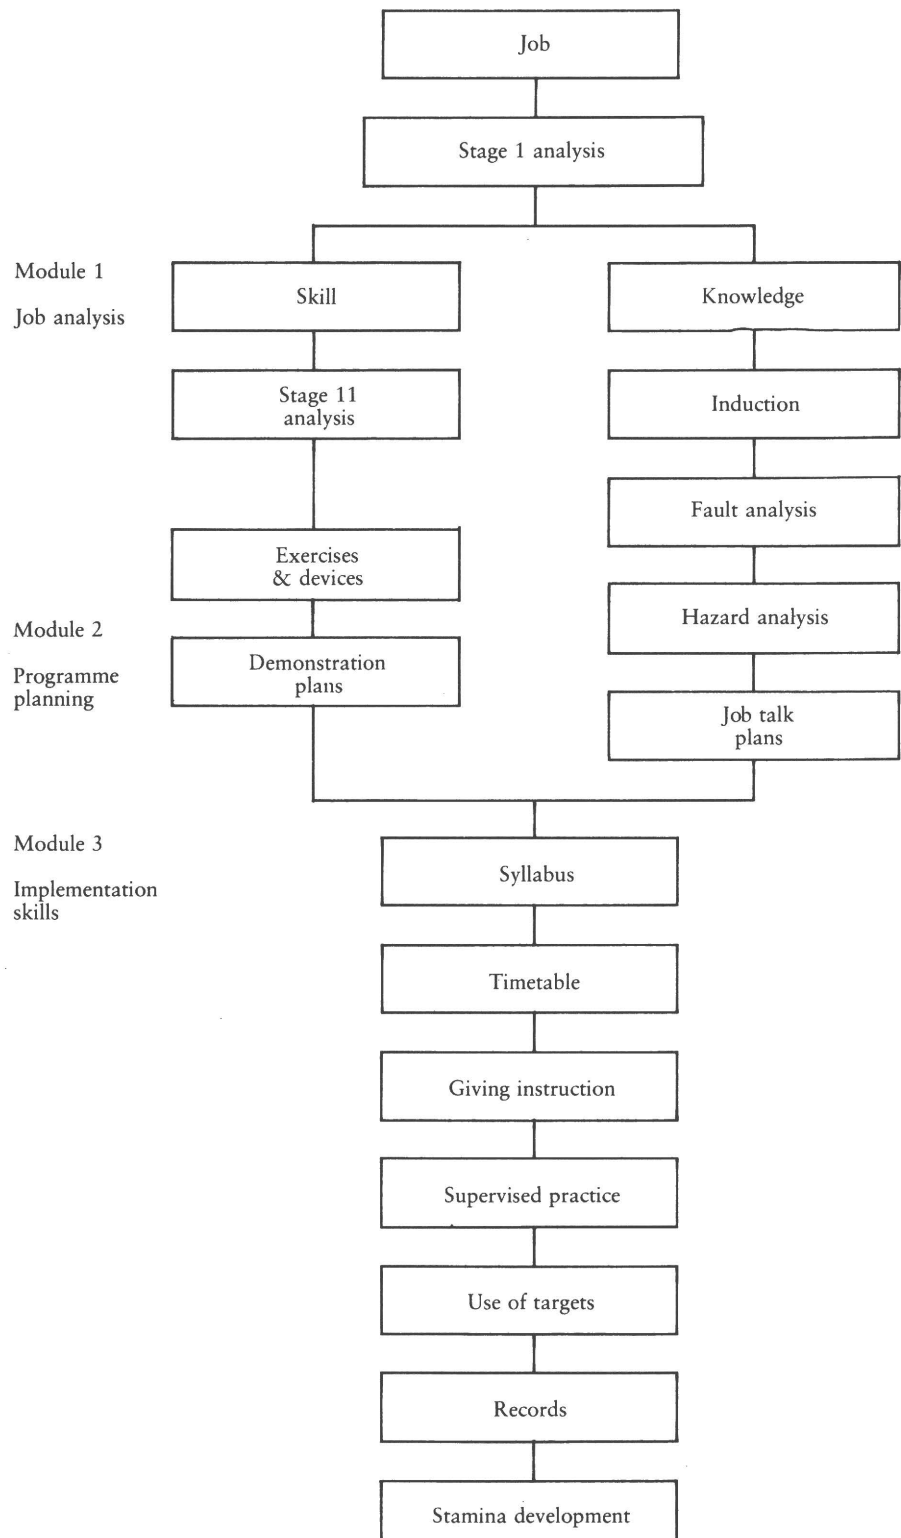 Job
Stage 1 analysis
Module 1
Job analysis
Skill
Knowledge
Stage 11
analysis
Induction
Fault analysis
Exercises
& devices
Hazard analysis
Module 2
Programme
planning
Demonstration
plans
Job talk
plans
Module 3
Implementation
skills
Syllabus
Timetable
Giving instruction
Supervised practice
Use of targets
Records
Stamina development